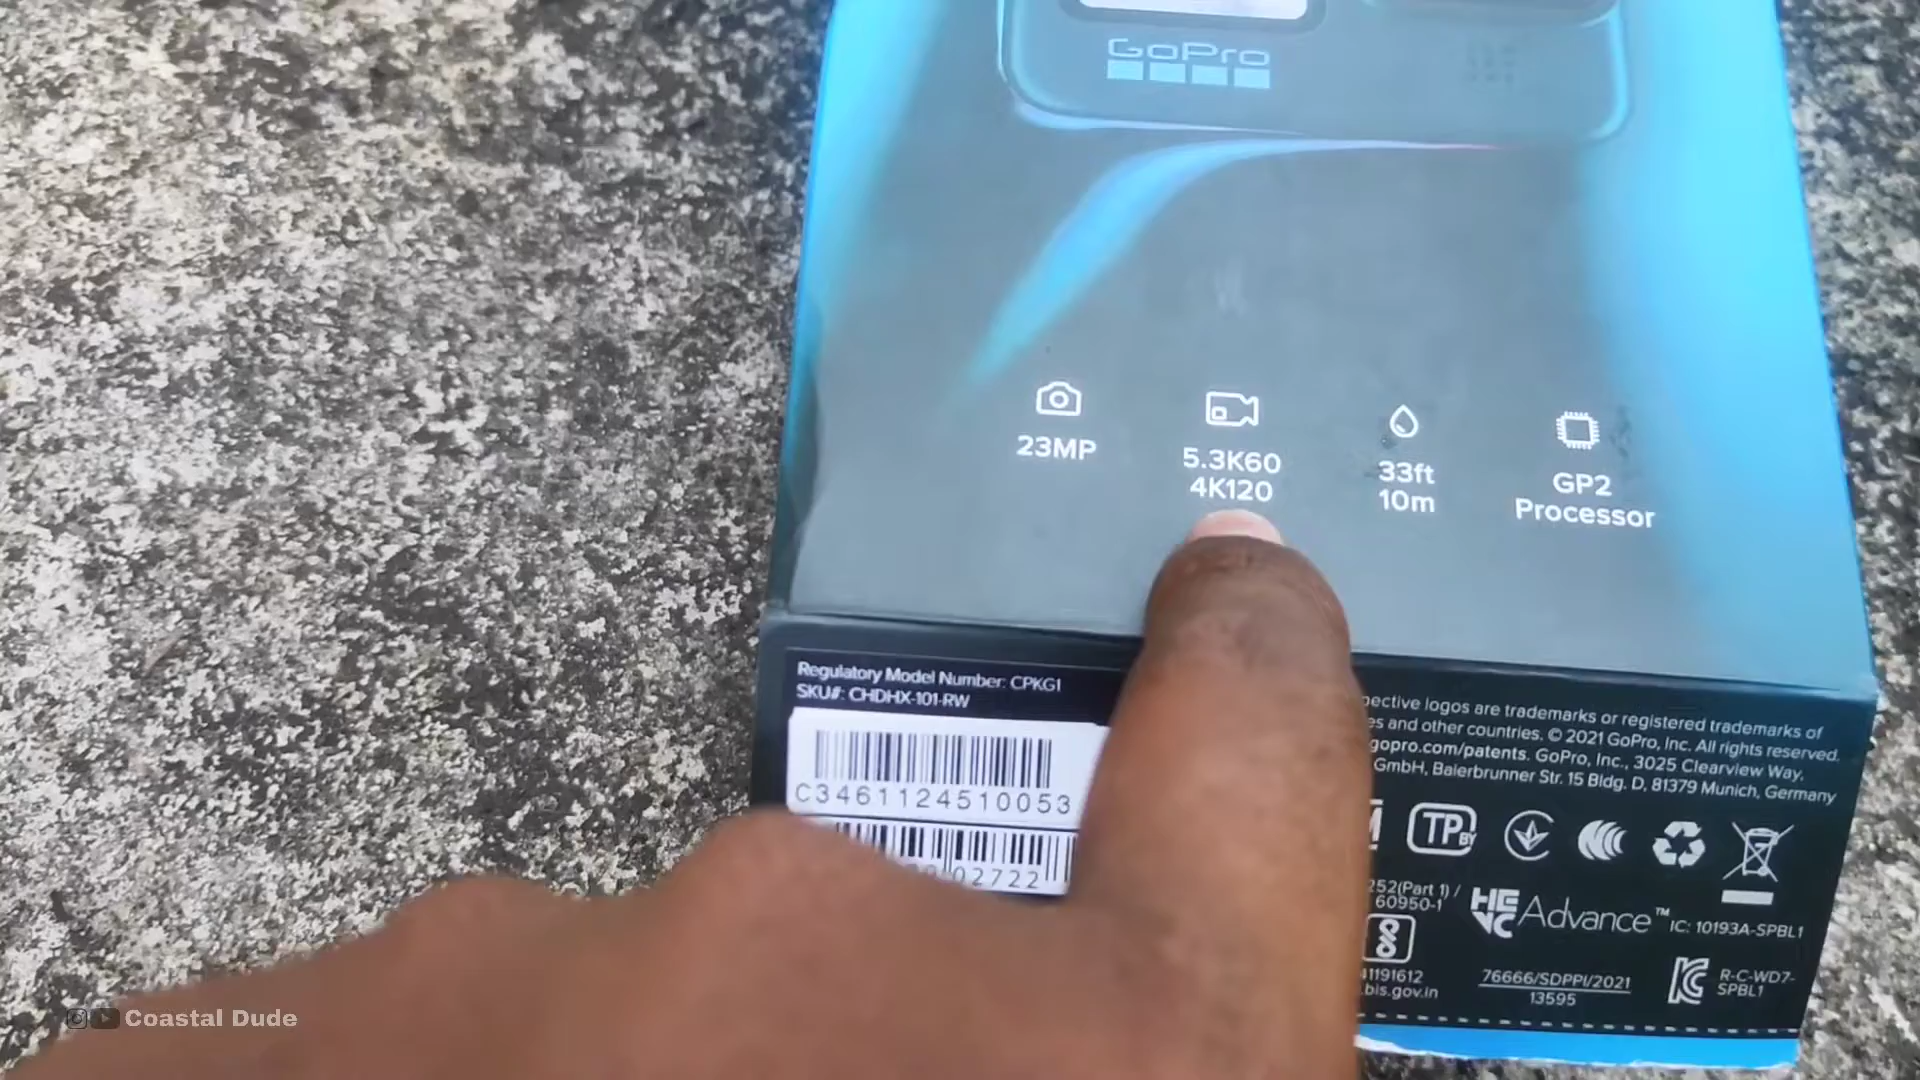 GoPro
23MP
5.3K60
4K120
33ft
10m
GP2
Processor
Regulatory Model Number: CPKG1
SKU#: CHDHX-101-RW
C3461124510053
02722
logos are trademarks or registered trademarks of
and other countries. © 2021 GoPro, Inc. All rights reserved.
gopro.com/patents. GoPro, Inc., 3025 Clearview Way,
GmbH, Baierbrunner Str. 15 Bldg. D, 81379 Munich, Germany
TP BY
252(Part 1) /
60950-1
HEVC Advance™
IC: 10193A-SPBL1
41191612
.bis.gov.in
76666/SDPPI/2021
13595
R-C-WD7-
SPBL1
Coastal Dude